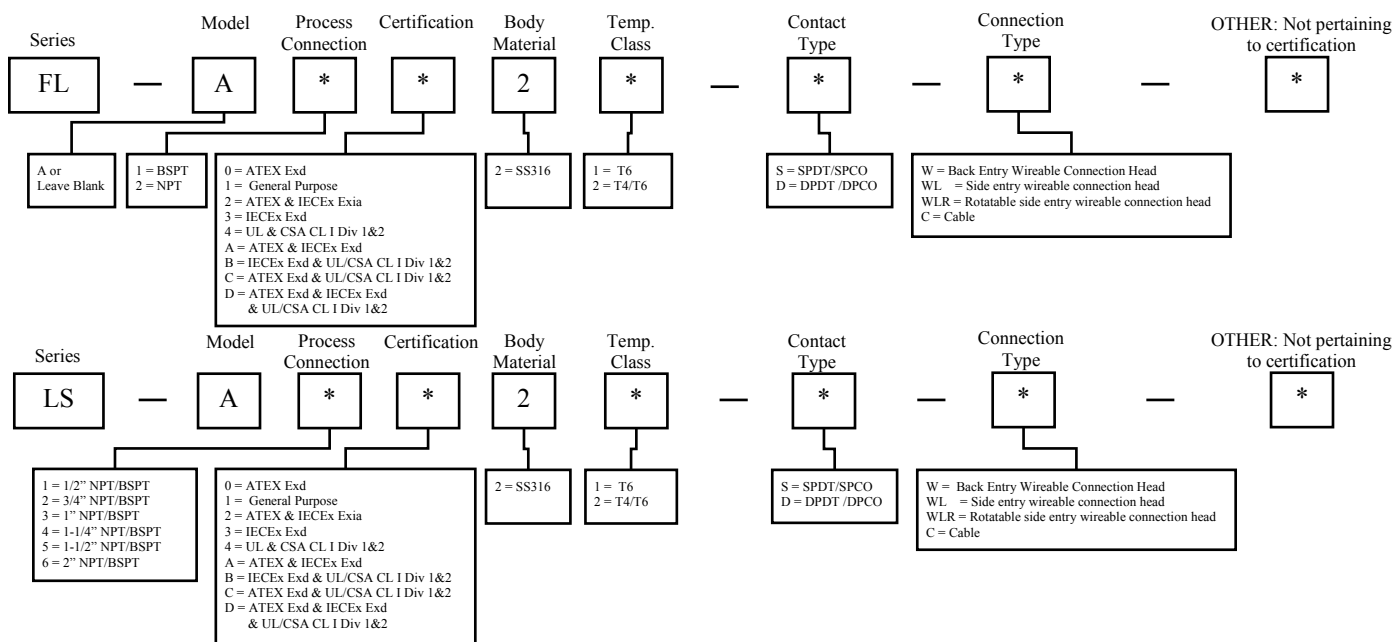 Series
Model
Process
Connection
Certification
Body
Material
Temp.
Class
Contact
Type
Connection
Type
OTHER: Not pertaining
to certification
FL — A * * 2 * — * — * — *
A or
Leave Blank
1 = BSPT
2 = NPT
0 = ATEX Exd
1 = General Purpose
2 = ATEX & IECEx Exia
3 = IECEx Exd
4 = UL & CSA CL I Div 1&2
A = ATEX & IECEx Exd
B = IECEx Exd & UL/CSA CL I Div 1&2
C = ATEX Exd & UL/CSA CL I Div 1&2
D = ATEX Exd & IECEx Exd
& UL/CSA CL I Div 1&2
2 = SS316
1 = T6
2 = T4/T6
S = SPDT/SPCO
D = DPDT /DPCO
W = Back Entry Wireable Connection Head
WL = Side entry wireable connection head
WLR = Rotatable side entry wireable connection head
C = Cable
Series
Model
Process
Connection
Certification
Body
Material
Temp.
Class
Contact
Type
Connection
Type
OTHER: Not pertaining
to certification
LS — A * * 2 * — * — * — *
1 = 1/2” NPT/BSPT
2 = 3/4” NPT/BSPT
3 = 1” NPT/BSPT
4 = 1-1/4” NPT/BSPT
5 = 1-1/2” NPT/BSPT
6 = 2” NPT/BSPT
0 = ATEX Exd
1 = General Purpose
2 = ATEX & IECEx Exia
3 = IECEx Exd
4 = UL & CSA CL I Div 1&2
A = ATEX & IECEx Exd
B = IECEx Exd & UL/CSA CL I Div 1&2
C = ATEX Exd & UL/CSA CL I Div 1&2
D = ATEX Exd & IECEx Exd
& UL/CSA CL I Div 1&2
2 = SS316
1 = T6
2 = T4/T6
S = SPDT/SPCO
D = DPDT /DPCO
W = Back Entry Wireable Connection Head
WL = Side entry wireable connection head
WLR = Rotatable side entry wireable connection head
C = Cable